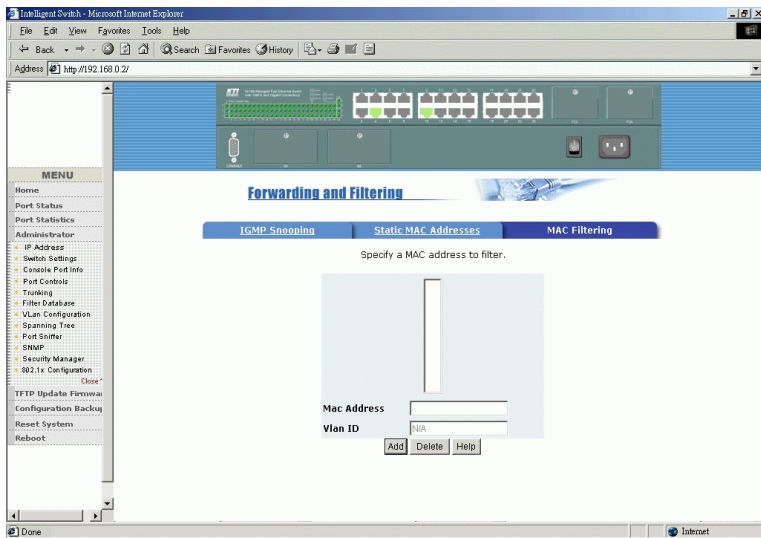 Intelligent Switch - Microsoft Internet Explorer
File Edit View Favorites Tools Help
Back Search Favorites History
Address http://192.168.0.2/
MENU
Home
Port Status
Port Statistics
Administrator
IP Address
Switch Settings
Console Port Info
Port Controls
Trunking
Filter Database
VLan Configuration
Spanning Tree
Port Sniffer
SNMP
Security Manager
802.1x Configuration
Close
TFTP Update Firmwa
Configuration Backup
Reset System
Reboot
Forwarding and Filtering
IGMP Snooping Static MAC Addresses MAC Filtering
Specify a MAC address to filter.
Mac Address
Vlan ID N/A
Add Delete Help
Done Internet